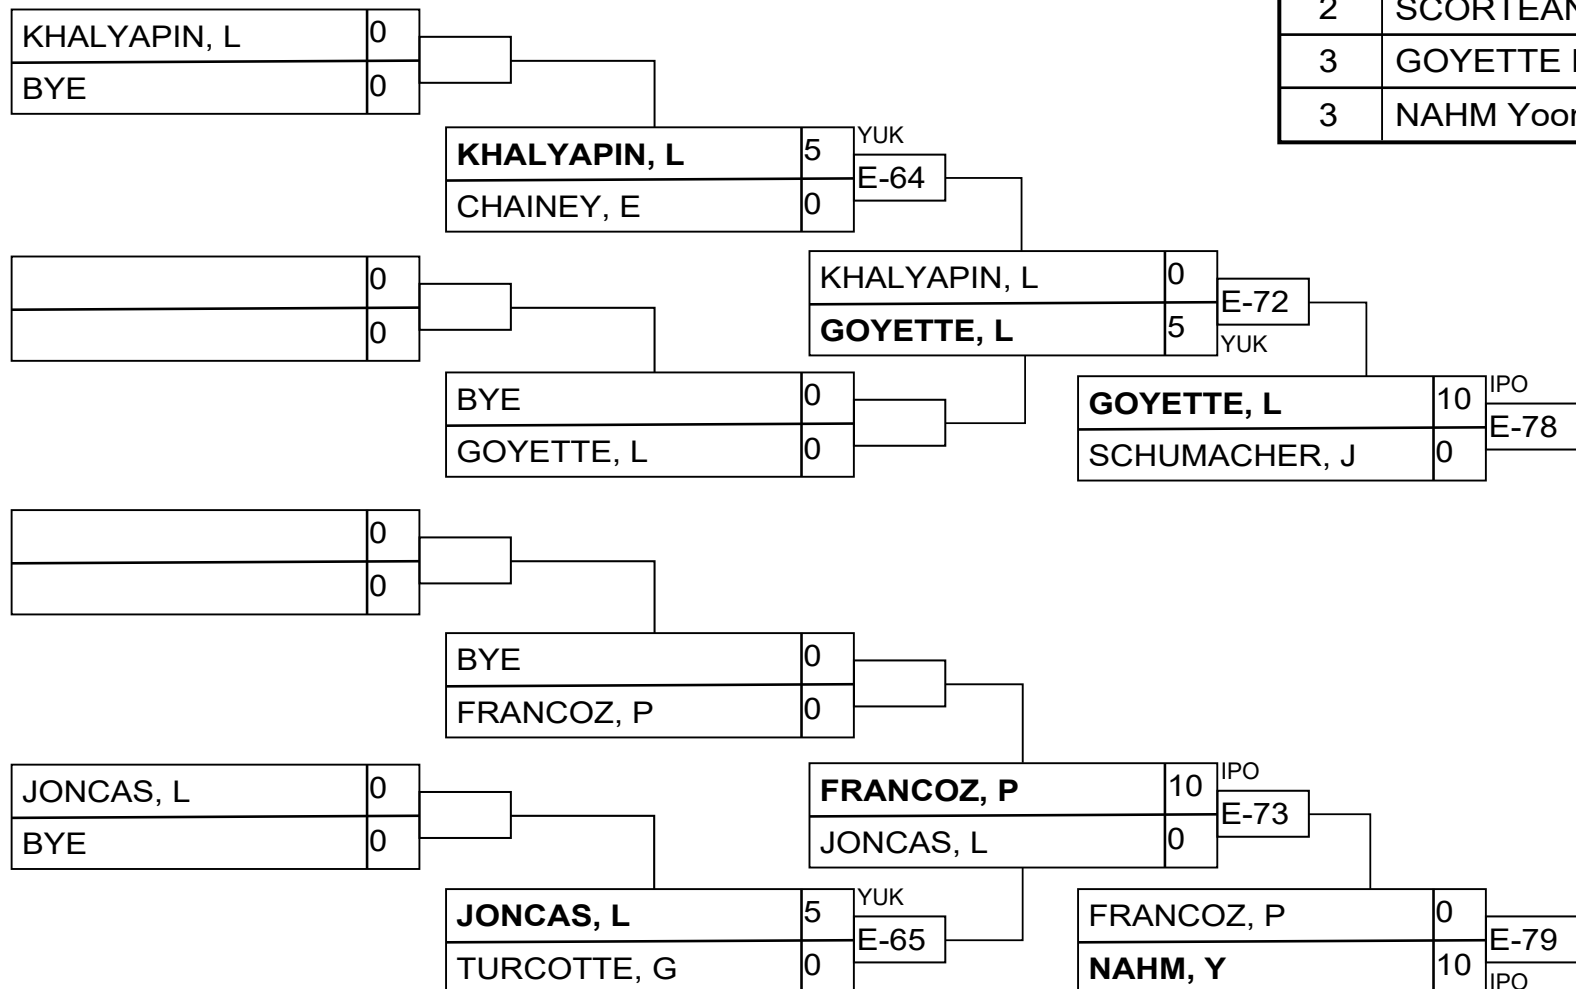 KHALYAPIN, L 0
BYE 0
2 SCORTEAN
3 GOYETTE
3 NAHM Yoon
KHALYAPIN, L 5 YUK
E-64
CHAINEY, E 0
0
0
KHALYAPIN, L 0
E-72
GOYETTE, L 5 YUK
BYE 0
GOYETTE, L 0
GOYETTE, L 10 IPO
E-78
SCHUMACHER, J 0
0
0
BYE 0
FRANCOZ, P 0
JONCAS, L 0
BYE 0
FRANCOZ, P 10 IPO
E-73
JONCAS, L 0
JONCAS, L 5 YUK
E-65
TURCOTTE, G 0
FRANCOZ, P 0
E-79
NAHM, Y 10 IPO